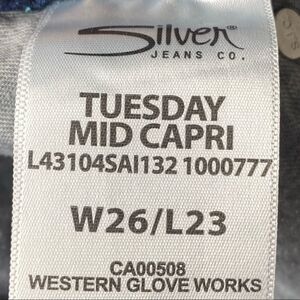 Silver®
JEANS CO.
TUESDAY
MID CAPRI
L43104SAI132 1000777
W26/L23
CA00508
WESTERN GLOVE WORKS